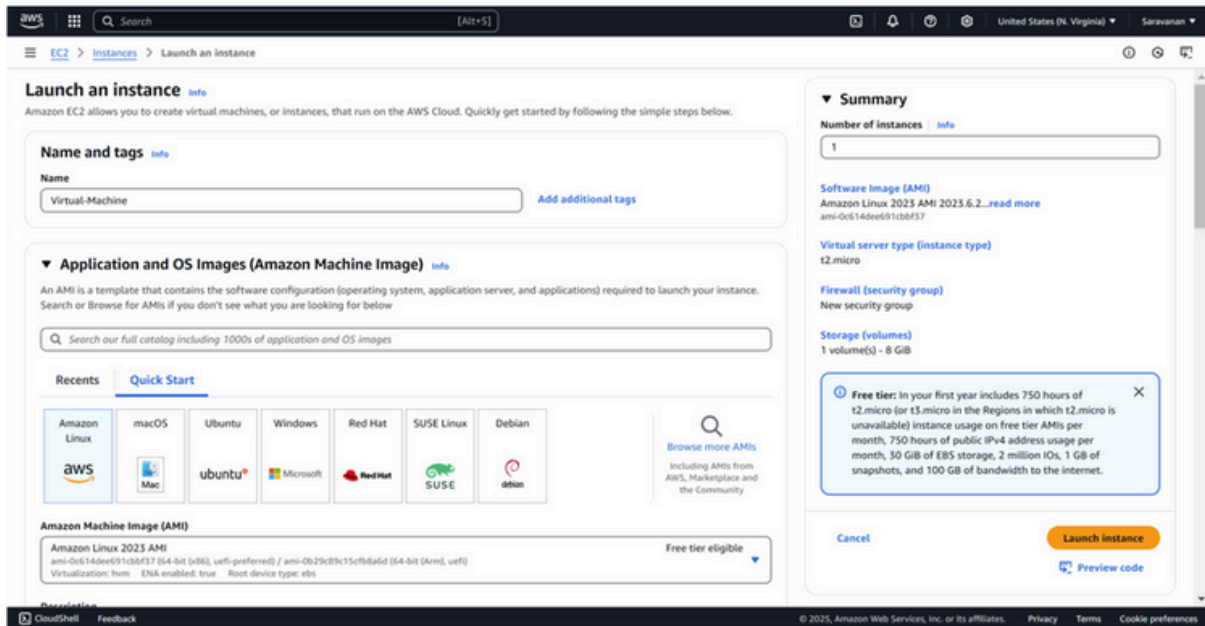 aws
Search
[Alt+S]
United States (N. Virginia)
Saravanan
EC2 > Instances > Launch an instance
Launch an instance Info
Amazon EC2 allows you to create virtual machines, or instances, that run on the AWS Cloud. Quickly get started by following the simple steps below.
Name and tags Info
Name
Virtual-Machine
Add additional tags
Application and OS Images (Amazon Machine Image) Info
An AMI is a template that contains the software configuration (operating system, application server, and applications) required to launch your instance.
Search or Browse for AMIs if you don't see what you are looking for below
Search our full catalog including 1000s of application and OS images
Recents
Quick Start
Amazon
Linux
aws
macOS
Mac
Ubuntu
ubuntu
Windows
Microsoft
Red Hat
Red Hat
SUSE Linux
SUSE
Debian
debian
Browse more AMIs
Including AMIs from
AWS, Marketplace and
the Community
Amazon Machine Image (AMI)
Amazon Linux 2023 AMI
Free tier eligible
ami-0c614dee691cbbf37 (64-bit (x86), uefi-preferred) / ami-0b29c89c15cfb8a6d (64-bit (Arm), uefi)
Virtualization: hvm ENA enabled: true Root device type: ebs
Description
Summary
Number of instances Info
1
Software Image (AMI)
Amazon Linux 2023 AMI 2023.6.2...read more
ami-0c614dee691cbbf37
Virtual server type (instance type)
t2.micro
Firewall (security group)
New security group
Storage (volumes)
1 volume(s) - 8 GiB
Free tier: In your first year includes 750 hours of
t2.micro (or t3.micro in the Regions in which t2.micro is
unavailable) instance usage on free tier AMIs per
month, 750 hours of public IPv4 address usage per
month, 30 GiB of EBS storage, 2 million IOs, 1 GB of
snapshots, and 100 GB of bandwidth to the internet.
Cancel
Launch instance
Preview code
CloudShell Feedback
© 2025, Amazon Web Services, Inc. or its affiliates. Privacy Terms Cookie preferences